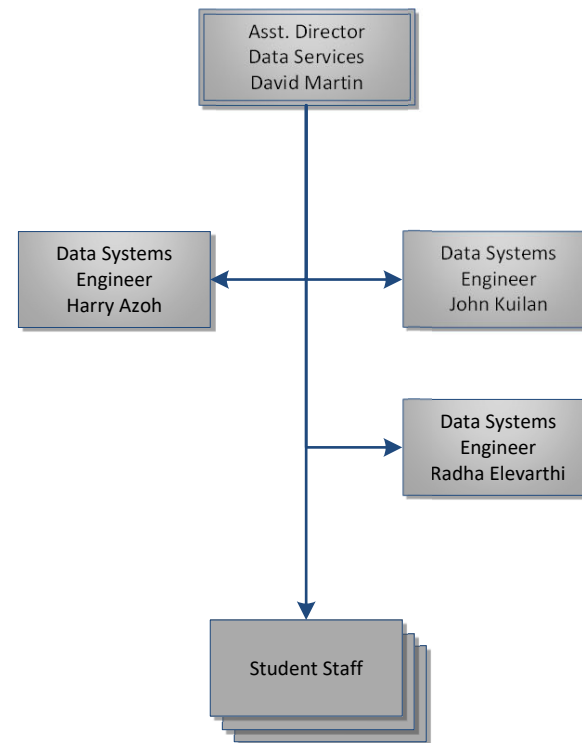 Asst. Director
Data Services
David Martin
Data Systems
Engineer
Harry Azoh
Data Systems
Engineer
John Kuilan
Data Systems
Engineer
Radha Elevarthi
Student Staff